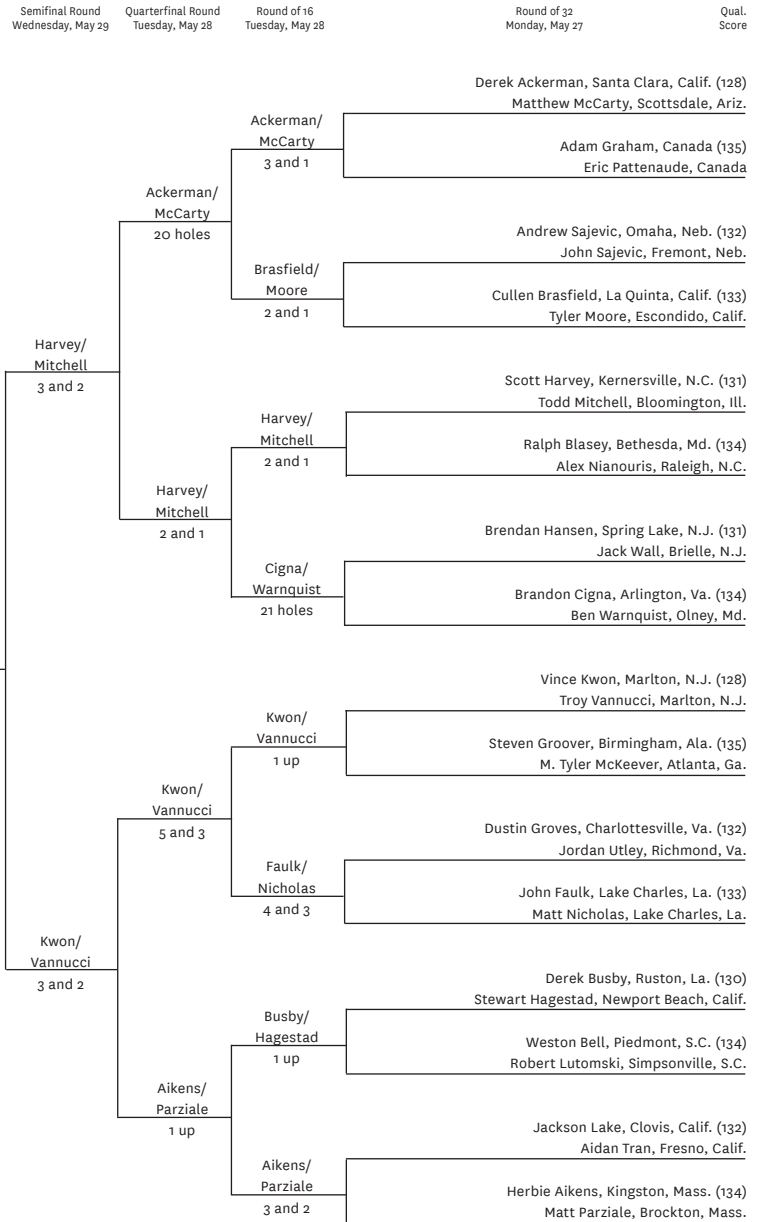 Semifinal Round
Wednesday, May 29
Quarterfinal Round
Tuesday, May 28
Round of 16
Tuesday, May 28
Round of 32
Monday, May 27
Qual.
Score
Derek Ackerman, Santa Clara, Calif. (128)
Matthew McCarty, Scottsdale, Ariz.
Ackerman/
McCarty
3 and 1
Adam Graham, Canada (135)
Eric Pattenaude, Canada
Ackerman/
McCarty
20 holes
Andrew Sajevic, Omaha, Neb. (132)
John Sajevic, Fremont, Neb.
Brasfield/
Moore
2 and 1
Cullen Brasfield, La Quinta, Calif. (133)
Tyler Moore, Escondido, Calif.
Harvey/
Mitchell
3 and 2
Scott Harvey, Kernersville, N.C. (131)
Todd Mitchell, Bloomington, Ill.
Harvey/
Mitchell
2 and 1
Ralph Blasey, Bethesda, Md. (134)
Alex Nianouris, Raleigh, N.C.
Harvey/
Mitchell
2 and 1
Brendan Hansen, Spring Lake, N.J. (131)
Jack Wall, Brielle, N.J.
Cigna/
Warnquist
21 holes
Brandon Cigna, Arlington, Va. (134)
Ben Warnquist, Olney, Md.
Vince Kwon, Marlton, N.J. (128)
Troy Vannucci, Marlton, N.J.
Kwon/
Vannucci
1 up
Steven Groover, Birmingham, Ala. (135)
M. Tyler McKeever, Atlanta, Ga.
Kwon/
Vannucci
5 and 3
Dustin Groves, Charlottesville, Va. (132)
Jordan Utley, Richmond, Va.
Faulk/
Nicholas
4 and 3
John Faulk, Lake Charles, La. (133)
Matt Nicholas, Lake Charles, La.
Kwon/
Vannucci
3 and 2
Derek Busby, Ruston, La. (130)
Stewart Hagestad, Newport Beach, Calif.
Busby/
Hagestad
1 up
Weston Bell, Piedmont, S.C. (134)
Robert Lutomski, Simpsonville, S.C.
Aikens/
Parziale
1 up
Jackson Lake, Clovis, Calif. (132)
Aidan Tran, Fresno, Calif.
Aikens/
Parziale
3 and 2
Herbie Aikens, Kingston, Mass. (134)
Matt Parziale, Brockton, Mass.